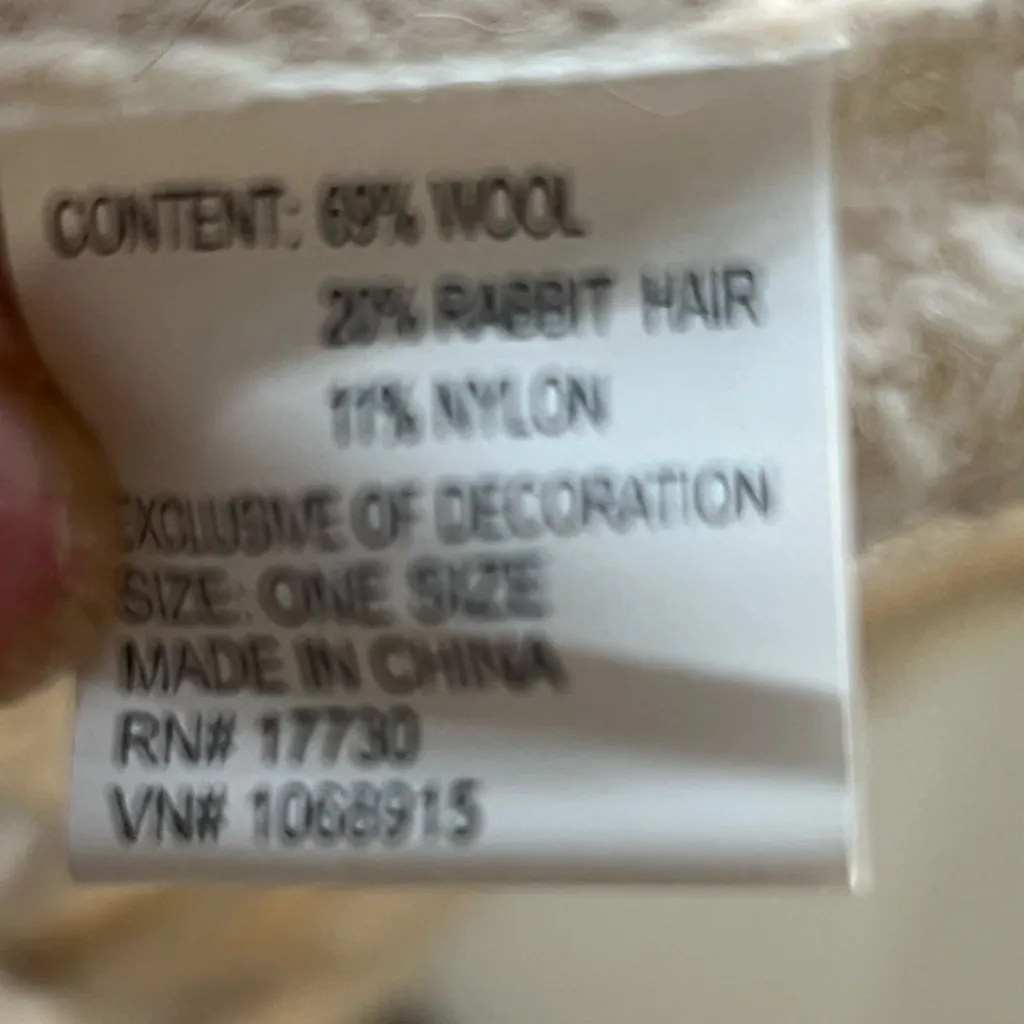 CONTENT: 69% WOOL
20% RABBIT HAIR
11% NYLON
EXCLUSIVE OF DECORATION
SIZE: ONE SIZE
MADE IN CHINA
RN# 17730
VN# 1068915